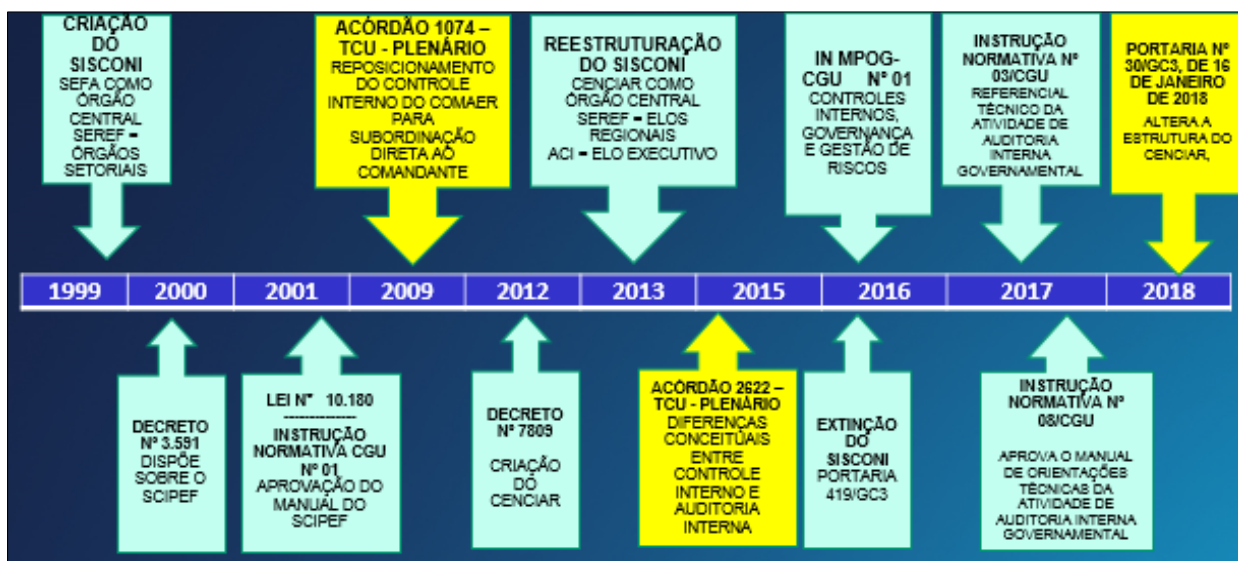 CRIAÇÃO
DO
SISCONI
SEFA COMO
ÓRGÃO
CENTRAL
SEREF =
ÓRGÃOS
SETORIAIS
ACÓRDÃO 1074 –
TCU - PLENÁRIO
REPOSICIONAMENTO
DO CONTROLE
INTERNO DO COMAER
PARA
SUBORDINAÇÃO
DIRETA AO
COMANDANTE
REESTRUTURAÇÃO
DO SISCONI
CENCIAR COMO
ÓRGÃO CENTRAL
SEREF = ELOS
REGIONAIS
ACI = ELO EXECUTIVO
IN MPOG-
CGU Nº 01
CONTROLES
INTERNOS,
GOVERNANÇA
E GESTÃO DE
RISCOS
INSTRUÇÃO
NORMATIVA Nº
03/CGU
REFERENCIAL
TÉCNICO DA
ATIVIDADE DE
AUDITORIA
INTERNA
GOVERNAMENTAL
PORTARIA Nº
30/GC3, DE 16
DE JANEIRO
DE 2018
ALTERA A
ESTRUTURA DO
CENCIAR,
1999 2000 2001 2009 2012 2013 2015 2016 2017 2018
DECRETO
Nº 3.591
DISPÕE
SOBRE O
SCIPEF
LEI Nº 10.180
---------------
INSTRUÇÃO
NORMATIVA CGU
Nº 01
APROVAÇÃO DO
MANUAL DO
SCIPEF
DECRETO
Nº 7809
CRIAÇÃO
DO
CENCIAR
ACÓRDÃO 2622 –
TCU - PLENÁRIO
DIFERENÇAS
CONCEITUAIS
ENTRE
CONTROLE
INTERNO E
AUDITORIA
INTERNA
EXTINÇÃO
DO
SISCONI
PORTARIA
419/GC3
INSTRUÇÃO
NORMATIVA Nº
08/CGU
APROVA O MANUAL
DE ORIENTAÇÕES
TÉCNICAS DA
ATIVIDADE DE
AUDITORIA INTERNA
GOVERNAMENTAL